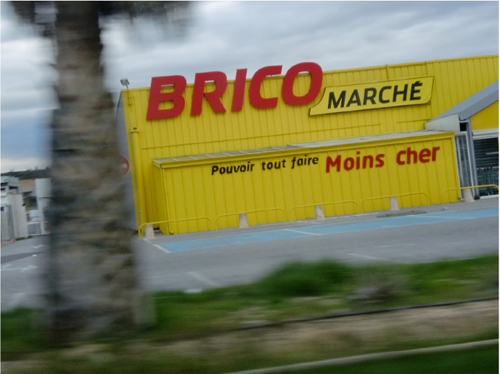 BRICO
MARCHÉ
Pouvoir tout faire Moins cher